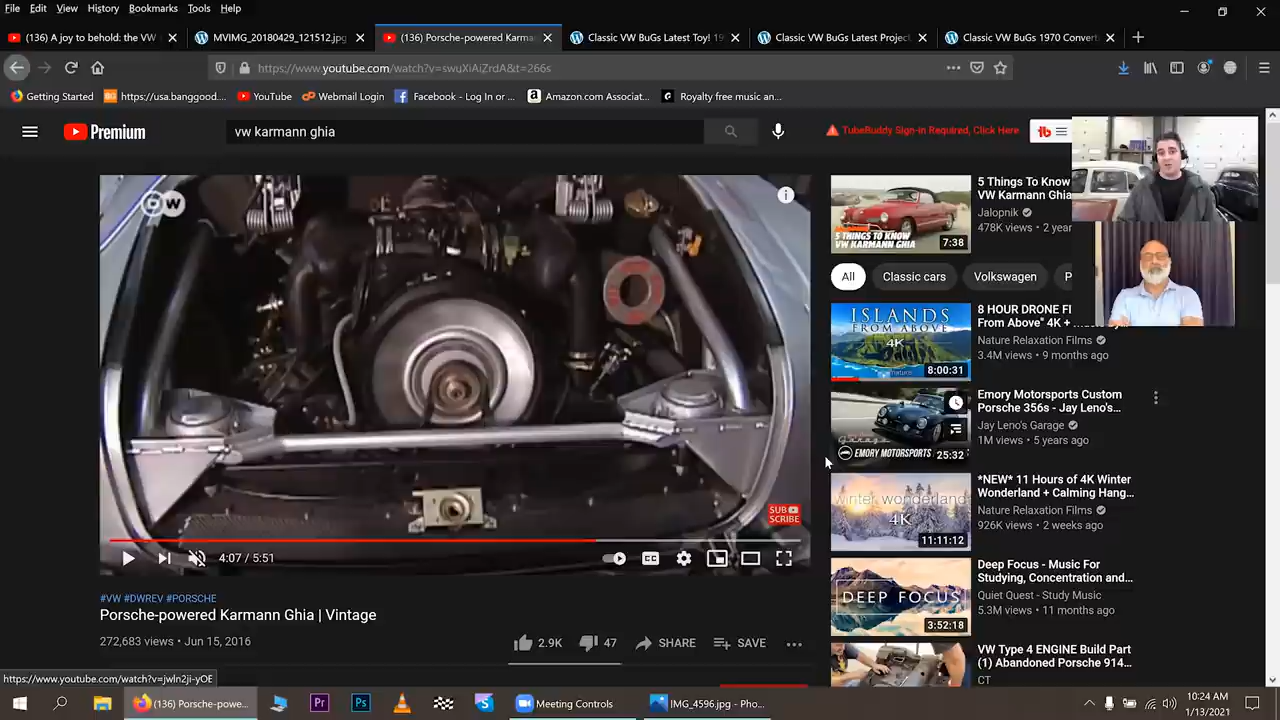 File Edit View History Bookmarks Tools Help
(136) A joy to behold: the VW
MVIMG_20180429_121512.jpg
(136) Porsche-powered Karma
Classic VW BuGs Latest Toy! 19
Classic VW BuGs Latest Project
Classic VW BuGs 1970 Convert
https://www.youtube.com/watch?v=swuXiAiZrdA&t=266s
Getting Started
https://usa.banggood....
YouTube
Webmail Login
Facebook - Log In or ...
Amazon.com Associat...
Royalty free music an...
Premium
vw karmann ghia
TubeBuddy Sign-in Required, Click Here
DW
SUB
SCRIBE
4:07 / 5:51
CC
#VW #DWREV #PORSCHE
Porsche-powered Karmann Ghia | Vintage
272,683 views • Jun 15, 2016
2.9K 47 SHARE SAVE
5 THINGS TO KNOW
VW KARMANN GHIA
7:38
5 Things To Know
VW Karmann Ghia
Jalopnik
478K views • 2 year
All Classic cars Volkswagen P
ISLANDS
FROM ABOVE
4K
8:00:31
8 HOUR DRONE FI
From Above" 4K +
Nature Relaxation Films
3.4M views • 9 months ago
Garage
EMORY MOTORSPORTS
25:32
Emory Motorsports Custom
Porsche 356s - Jay Leno's...
Jay Leno's Garage
1M views • 5 years ago
winter wonderland
4K
11:11:12
*NEW* 11 Hours of 4K Winter
Wonderland + Calming Hang...
Nature Relaxation Films
926K views • 2 weeks ago
DEEP FOCUS
3:52:18
Deep Focus - Music For
Studying, Concentration and...
Quiet Quest - Study Music
5.3M views • 11 months ago
VW Type 4 ENGINE Build Part
(1) Abandoned Porsche 914...
CT
https://www.youtube.com/watch?v=jwln2ji-yOE
(136) Porsche-powe...
Pr
Ps
Meeting Controls
IMG_4596.jpg - Pho...
10:24 AM
1/13/2021